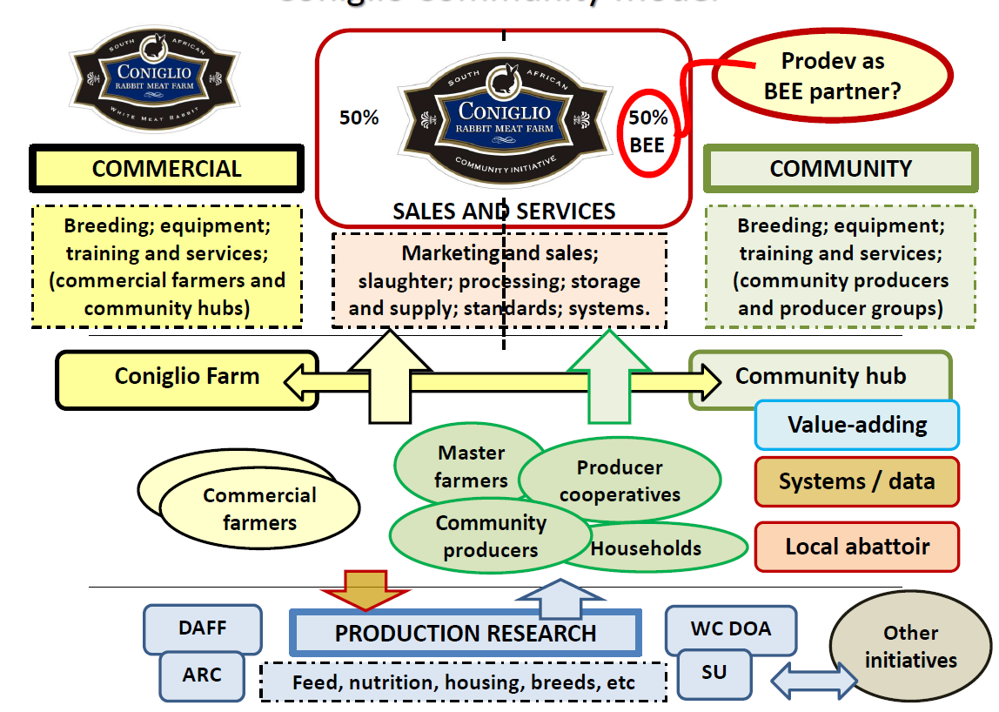 Coniglio Community Model
SOUTH AFRICAN
CONIGLIO
RABBIT MEAT FARM
WHITE MEAT RABBIT
50%
SOUTH AFRICAN
CONIGLIO
RABBIT MEAT FARM
COMMUNITY INITIATIVE
50%
BEE
Prodev as
BEE partner?
COMMERCIAL
SALES AND SERVICES
COMMUNITY
Breeding; equipment;
training and services;
(commercial farmers and
community hubs)
Marketing and sales;
slaughter; processing; storage
and supply; standards; systems.
Breeding; equipment;
training and services;
(community producers
and producer groups)
Coniglio Farm
Community hub
Value-adding
Systems / data
Local abattoir
Commercial
farmers
Master
farmers
Producer
cooperatives
Community
producers
Households
DAFF
ARC
PRODUCTION RESEARCH
Feed, nutrition, housing, breeds, etc
WC DOA
SU
Other
initiatives